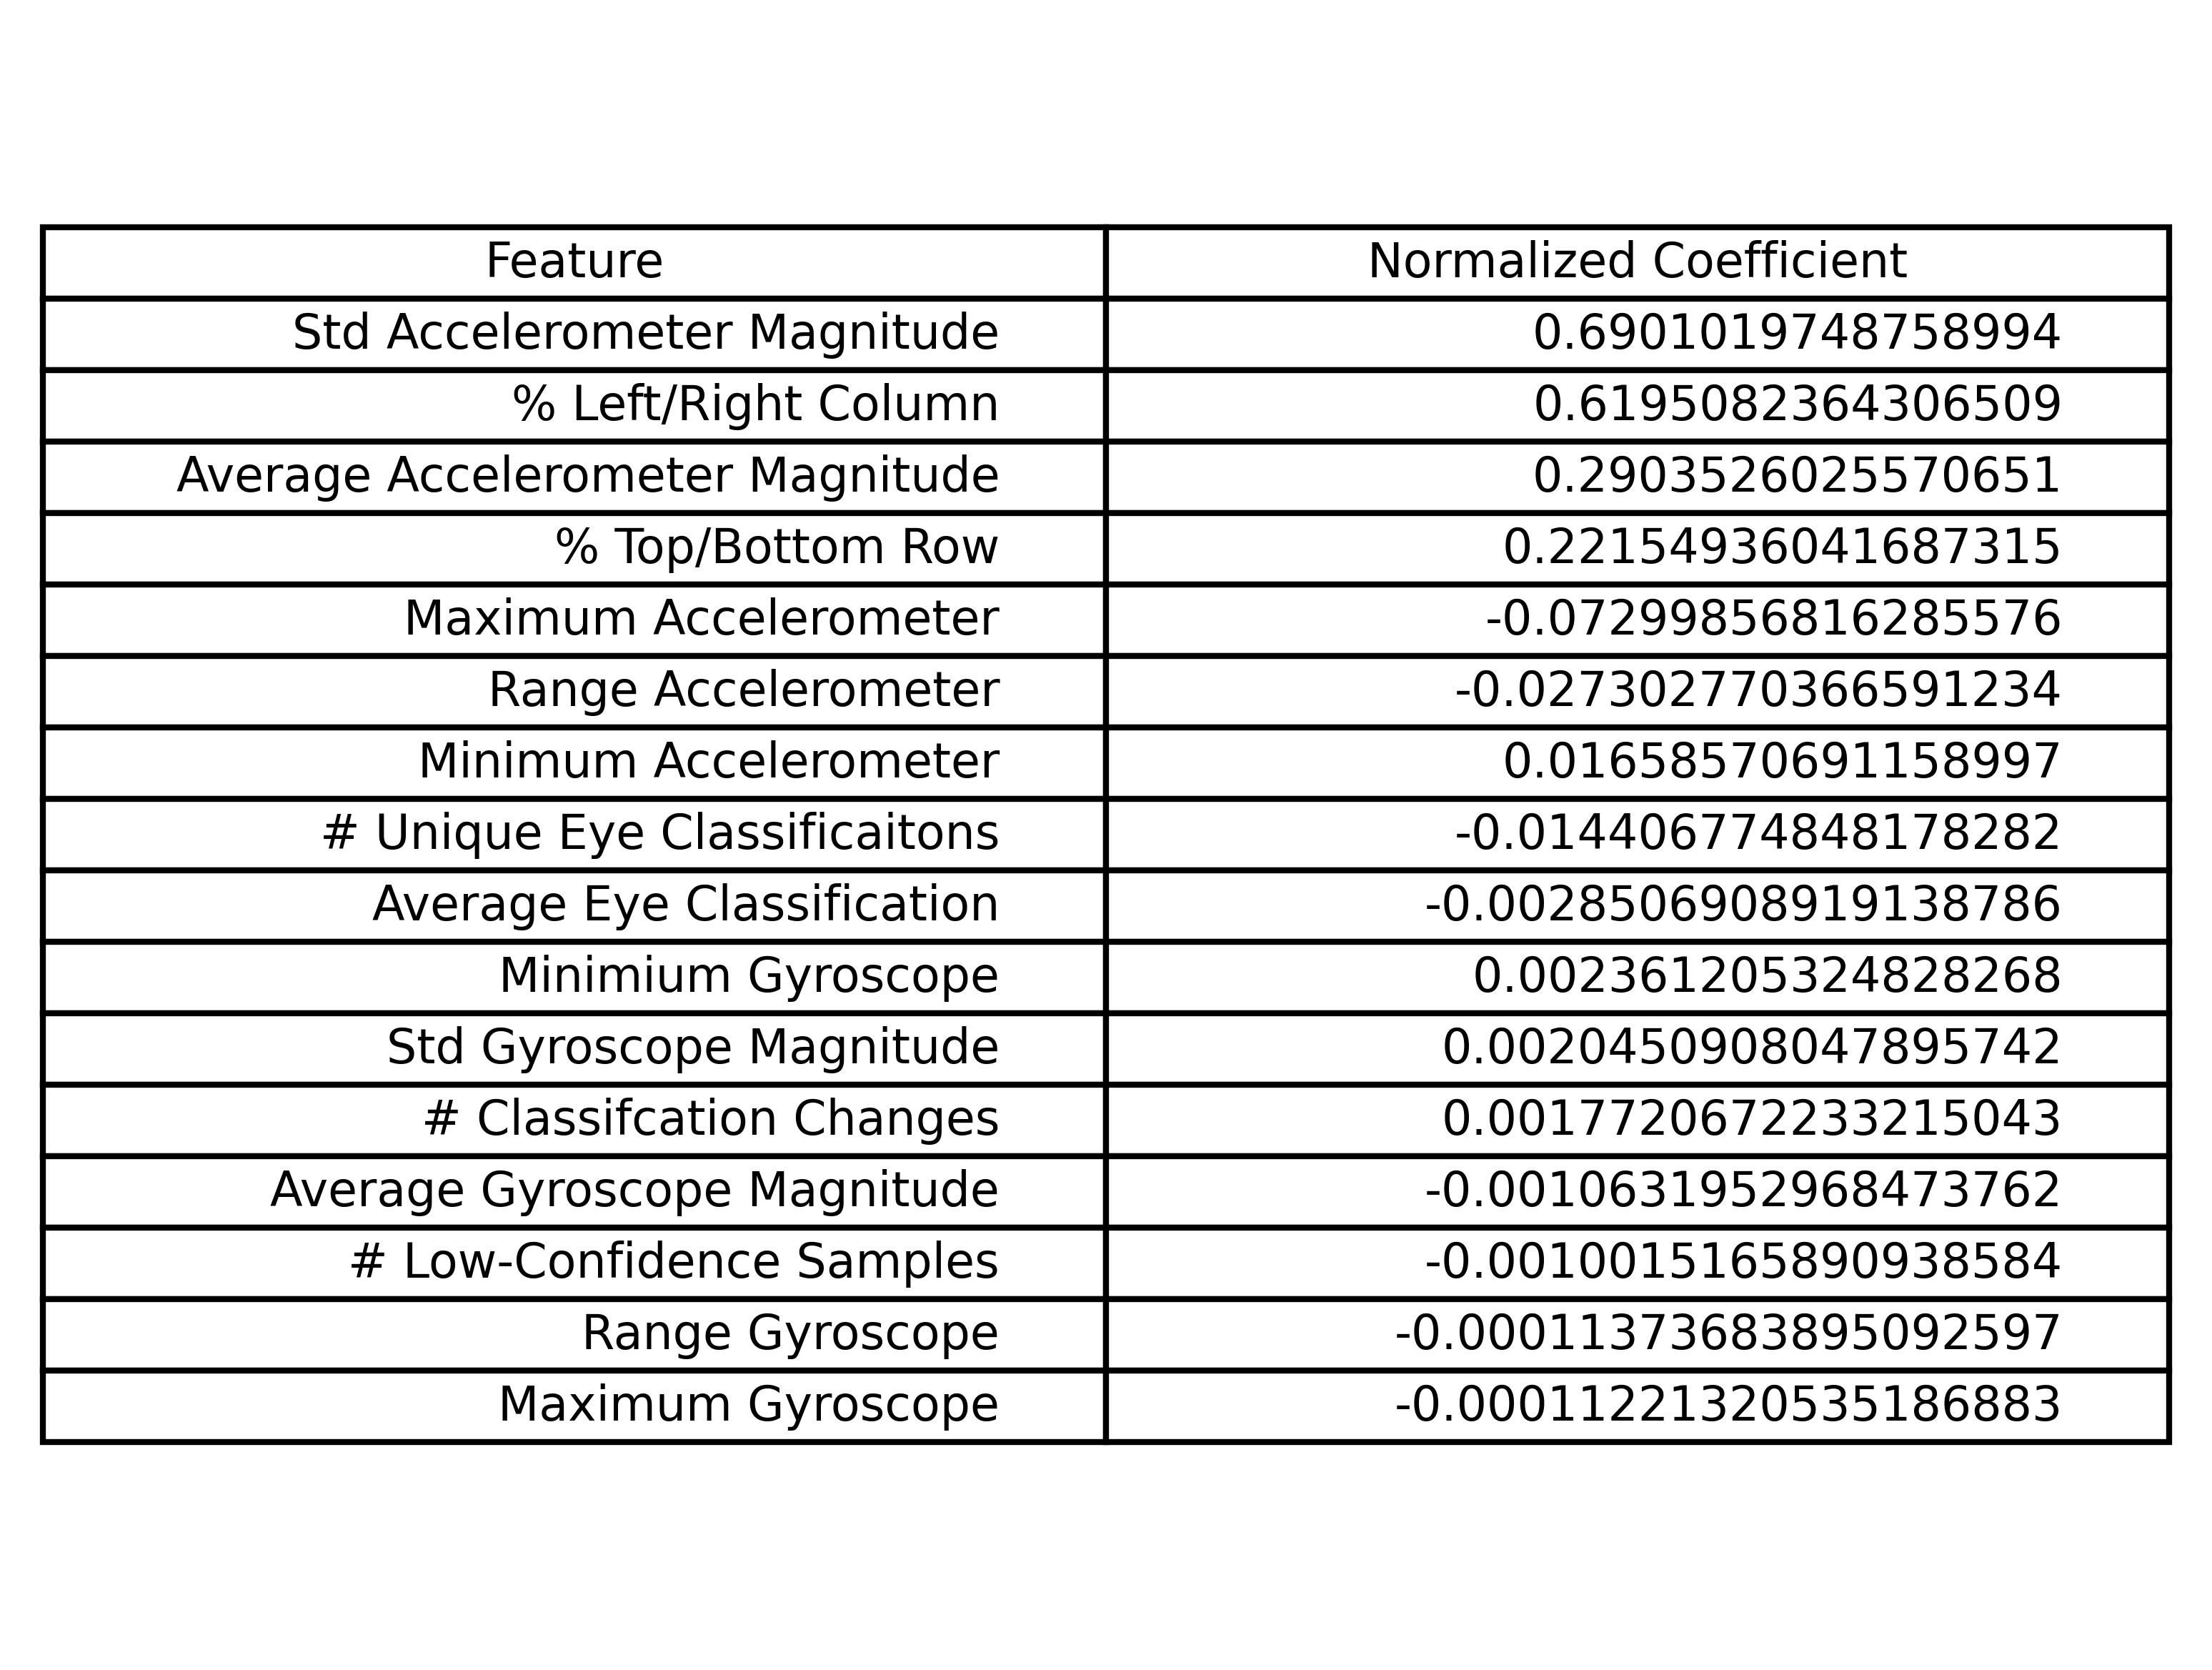 Feature Normalized Coefficient
Std Accelerometer Magnitude 0.6901019748758994
% Left/Right Column 0.6195082364306509
Average Accelerometer Magnitude 0.2903526025570651
% Top/Bottom Row 0.22154936041687315
Maximum Accelerometer -0.07299856816285576
Range Accelerometer -0.027302770366591234
Minimum Accelerometer 0.01658570691158997
# Unique Eye Classificaitons -0.014406774848178282
Average Eye Classification -0.0028506908919138786
Minimium Gyroscope 0.002361205324828268
Std Gyroscope Magnitude 0.0020450908047895742
# Classifcation Changes 0.0017720672233215043
Average Gyroscope Magnitude -0.0010631952968473762
# Low-Confidence Samples -0.0010015165890938584
Range Gyroscope -0.00011373683895092597
Maximum Gyroscope -0.00011221320535186883